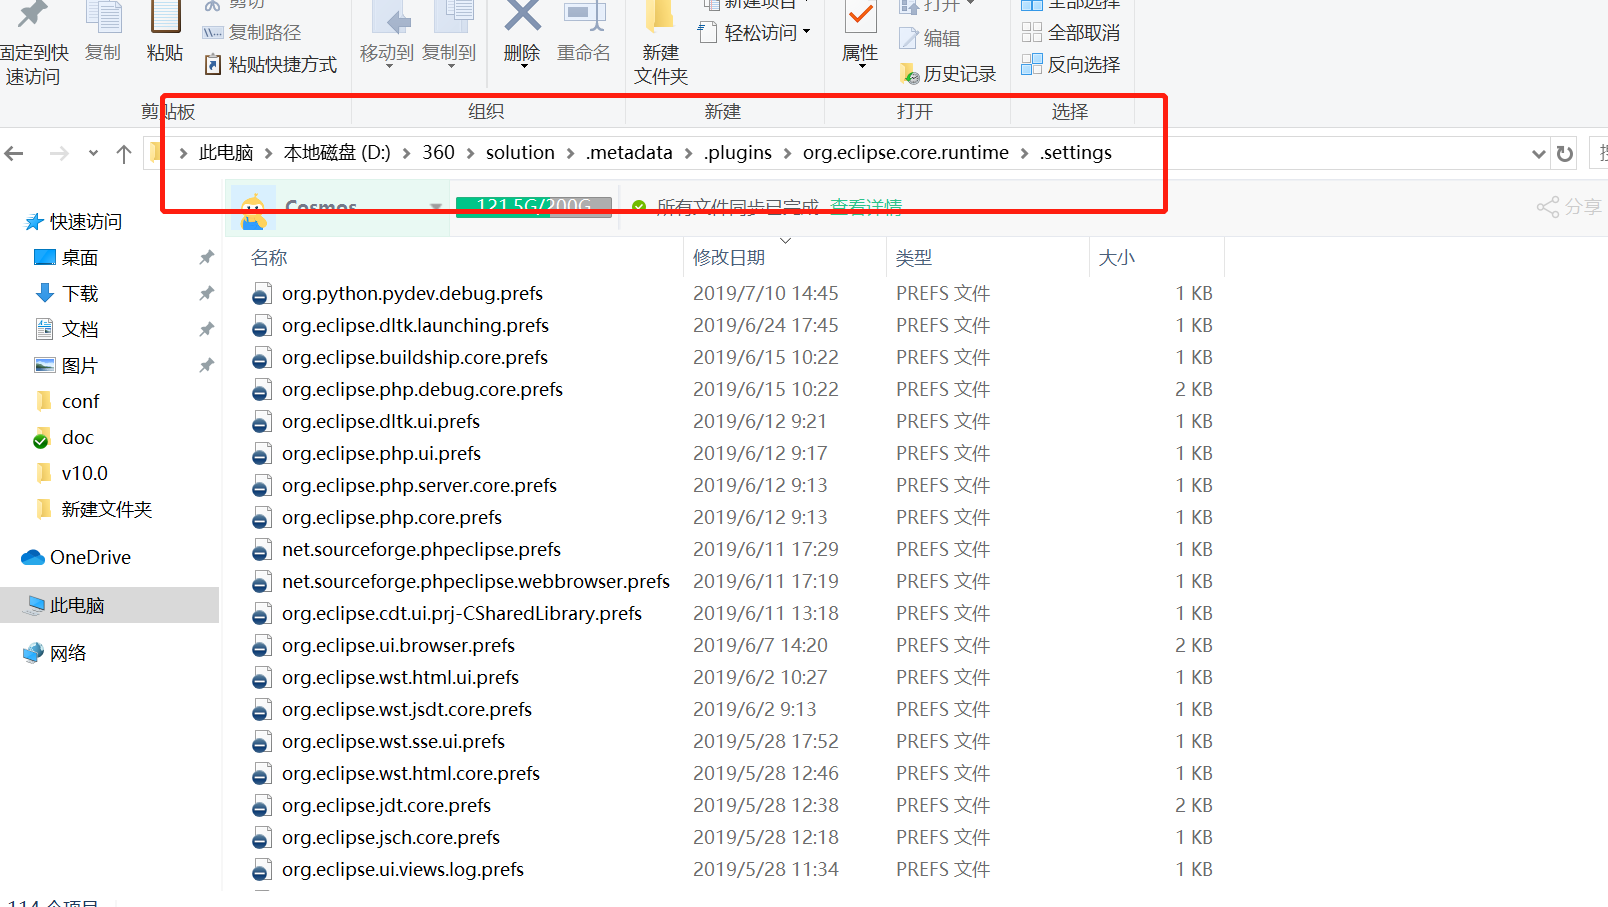 剪切
打开
全部选择
固定到快
速访问
复制
粘贴
复制路径
粘贴快捷方式
移动到
复制到
删除
重命名
新建
文件夹
新建项目
轻松访问
属性
编辑
历史记录
全部取消
反向选择
剪贴板
组织
新建
打开
选择
此电脑 > 本地磁盘 (D:) > 360 > solution > .metadata > .plugins > org.eclipse.core.runtime > .settings
Cosmos
121.5G/200G
所有文件同步已完成 查看详情
分享
快速访问
桌面
下载
文档
图片
conf
doc
v10.0
新建文件夹
OneDrive
此电脑
网络
名称 修改日期 类型 大小
org.python.pydev.debug.prefs 2019/7/10 14:45 PREFS 文件 1 KB
org.eclipse.dltk.launching.prefs 2019/6/24 17:45 PREFS 文件 1 KB
org.eclipse.buildship.core.prefs 2019/6/15 10:22 PREFS 文件 1 KB
org.eclipse.php.debug.core.prefs 2019/6/15 10:22 PREFS 文件 2 KB
org.eclipse.dltk.ui.prefs 2019/6/12 9:21 PREFS 文件 1 KB
org.eclipse.php.ui.prefs 2019/6/12 9:17 PREFS 文件 1 KB
org.eclipse.php.server.core.prefs 2019/6/12 9:13 PREFS 文件 1 KB
org.eclipse.php.core.prefs 2019/6/12 9:13 PREFS 文件 1 KB
net.sourceforge.phpeclipse.prefs 2019/6/11 17:29 PREFS 文件 1 KB
net.sourceforge.phpeclipse.webbrowser.prefs 2019/6/11 17:19 PREFS 文件 1 KB
org.eclipse.cdt.ui.prj-CSharedLibrary.prefs 2019/6/11 13:18 PREFS 文件 1 KB
org.eclipse.ui.browser.prefs 2019/6/7 14:20 PREFS 文件 2 KB
org.eclipse.wst.html.ui.prefs 2019/6/2 10:27 PREFS 文件 1 KB
org.eclipse.wst.jsdt.core.prefs 2019/6/2 9:13 PREFS 文件 1 KB
org.eclipse.wst.sse.ui.prefs 2019/5/28 17:52 PREFS 文件 1 KB
org.eclipse.wst.html.core.prefs 2019/5/28 12:46 PREFS 文件 1 KB
org.eclipse.jdt.core.prefs 2019/5/28 12:38 PREFS 文件 2 KB
org.eclipse.jsch.core.prefs 2019/5/28 12:18 PREFS 文件 1 KB
org.eclipse.ui.views.log.prefs 2019/5/28 11:34 PREFS 文件 1 KB
114 个项目